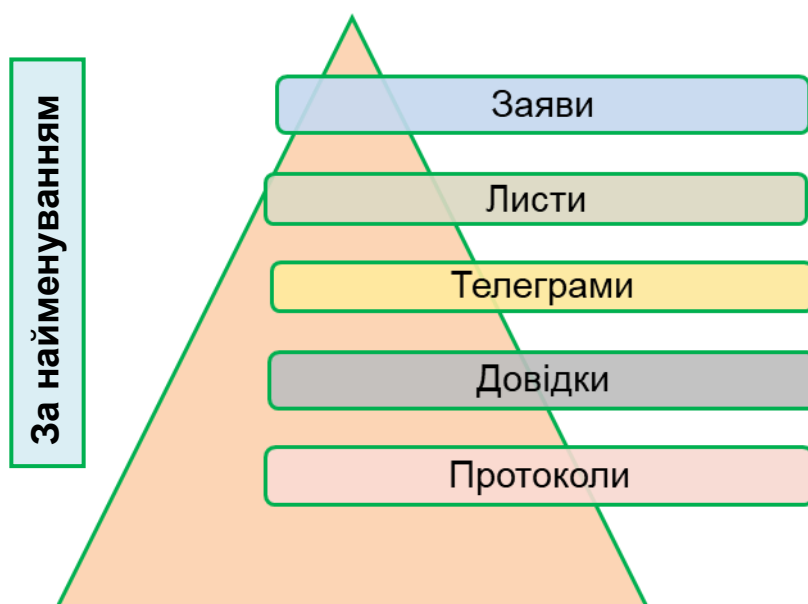 За найменуванням
Заяви
Листи
Телеграми
Довідки
Протоколи